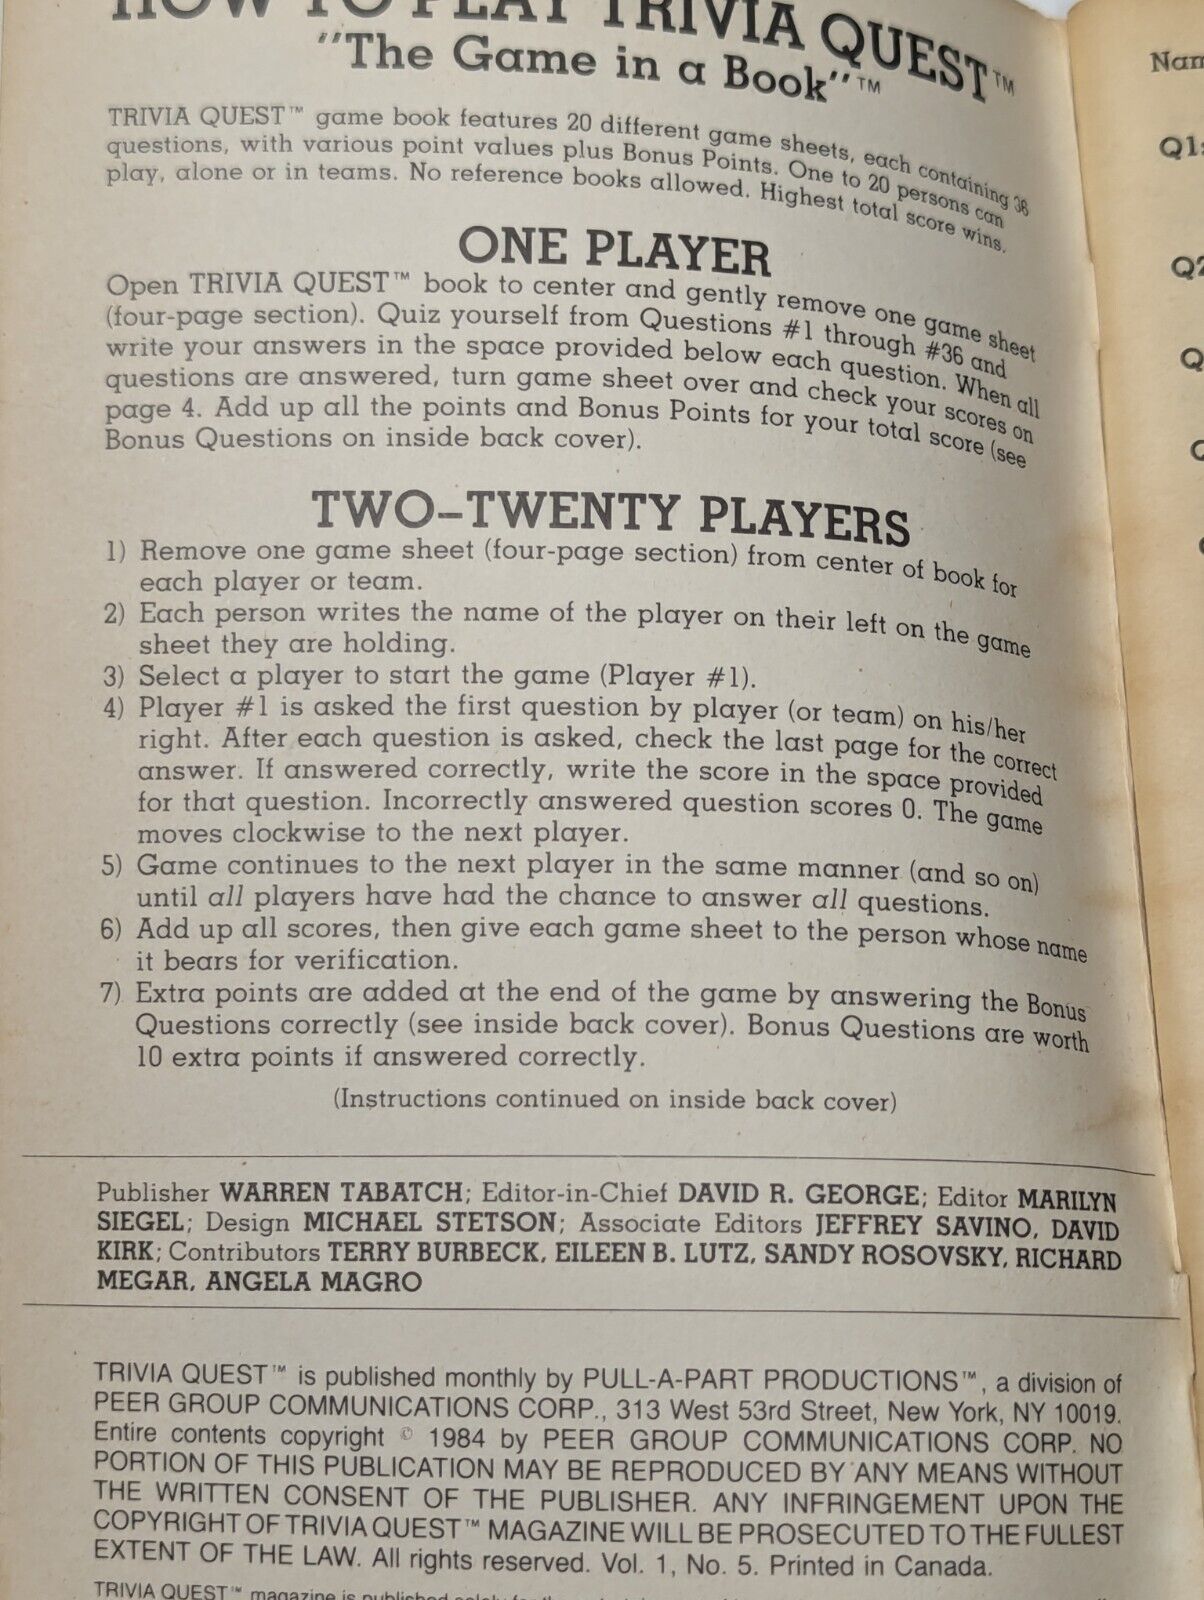 HOW TO PLAY TRIVIA QUEST™
"The Game in a Book"™
TRIVIA QUEST™ game book features 20 different game sheets, each containing 36
questions, with various point values plus Bonus Points. One to 20 persons can
play, alone or in teams. No reference books allowed. Highest total score wins.
ONE PLAYER
Open TRIVIA QUEST™ book to center and gently remove one game sheet
(four-page section). Quiz yourself from Questions #1 through #36 and
write your answers in the space provided below each question. When all
questions are answered, turn game sheet over and check your scores on
page 4. Add up all the points and Bonus Points for your total score (see
Bonus Questions on inside back cover).
TWO-TWENTY PLAYERS
1) Remove one game sheet (four-page section) from center of book for
each player or team.
2) Each person writes the name of the player on their left on the game
sheet they are holding.
3) Select a player to start the game (Player #1).
4) Player #1 is asked the first question by player (or team) on his/her
right. After each question is asked, check the last page for the correct
answer. If answered correctly, write the score in the space provided
for that question. Incorrectly answered question scores 0. The game
moves clockwise to the next player.
5) Game continues to the next player in the same manner (and so on)
until all players have had the chance to answer all questions.
6) Add up all scores, then give each game sheet to the person whose name
it bears for verification.
7) Extra points are added at the end of the game by answering the Bonus
Questions correctly (see inside back cover). Bonus Questions are worth
10 extra points if answered correctly.
(Instructions continued on inside back cover)
Publisher WARREN TABATCH; Editor-in-Chief DAVID R. GEORGE; Editor MARILYN
SIEGEL; Design MICHAEL STETSON; Associate Editors JEFFREY SAVINO, DAVID
KIRK; Contributors TERRY BURBECK, EILEEN B. LUTZ, SANDY ROSOVSKY, RICHARD
MEGAR, ANGELA MAGRO
TRIVIA QUEST™ is published monthly by PULL-A-PART PRODUCTIONS™, a division of
PEER GROUP COMMUNICATIONS CORP., 313 West 53rd Street, New York, NY 10019.
Entire contents copyright © 1984 by PEER GROUP COMMUNICATIONS CORP. NO
PORTION OF THIS PUBLICATION MAY BE REPRODUCED BY ANY MEANS WITHOUT
THE WRITTEN CONSENT OF THE PUBLISHER. ANY INFRINGEMENT UPON THE
COPYRIGHT OF TRIVIA QUEST™ MAGAZINE WILL BE PROSECUTED TO THE FULLEST
EXTENT OF THE LAW. All rights reserved. Vol. 1, No. 5. Printed in Canada.
TRIVIA QUEST™ magazine is published solely for the
Nam
Q1:
Q2
Q